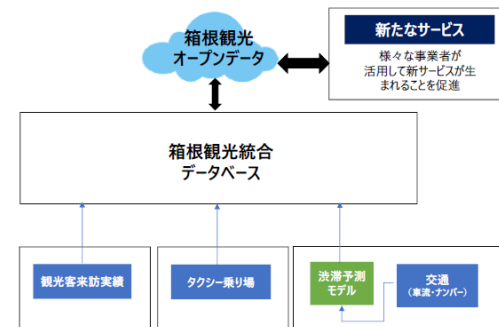 箱根観光
オープンデータ
新たなサービス
様々な事業者が
活用して新サービスが生
まれることを促進
箱根観光統合
データベース
観光客来訪実績
タクシー乗り場
渋滞予測
モデル
交通
(車流・ナンバー)